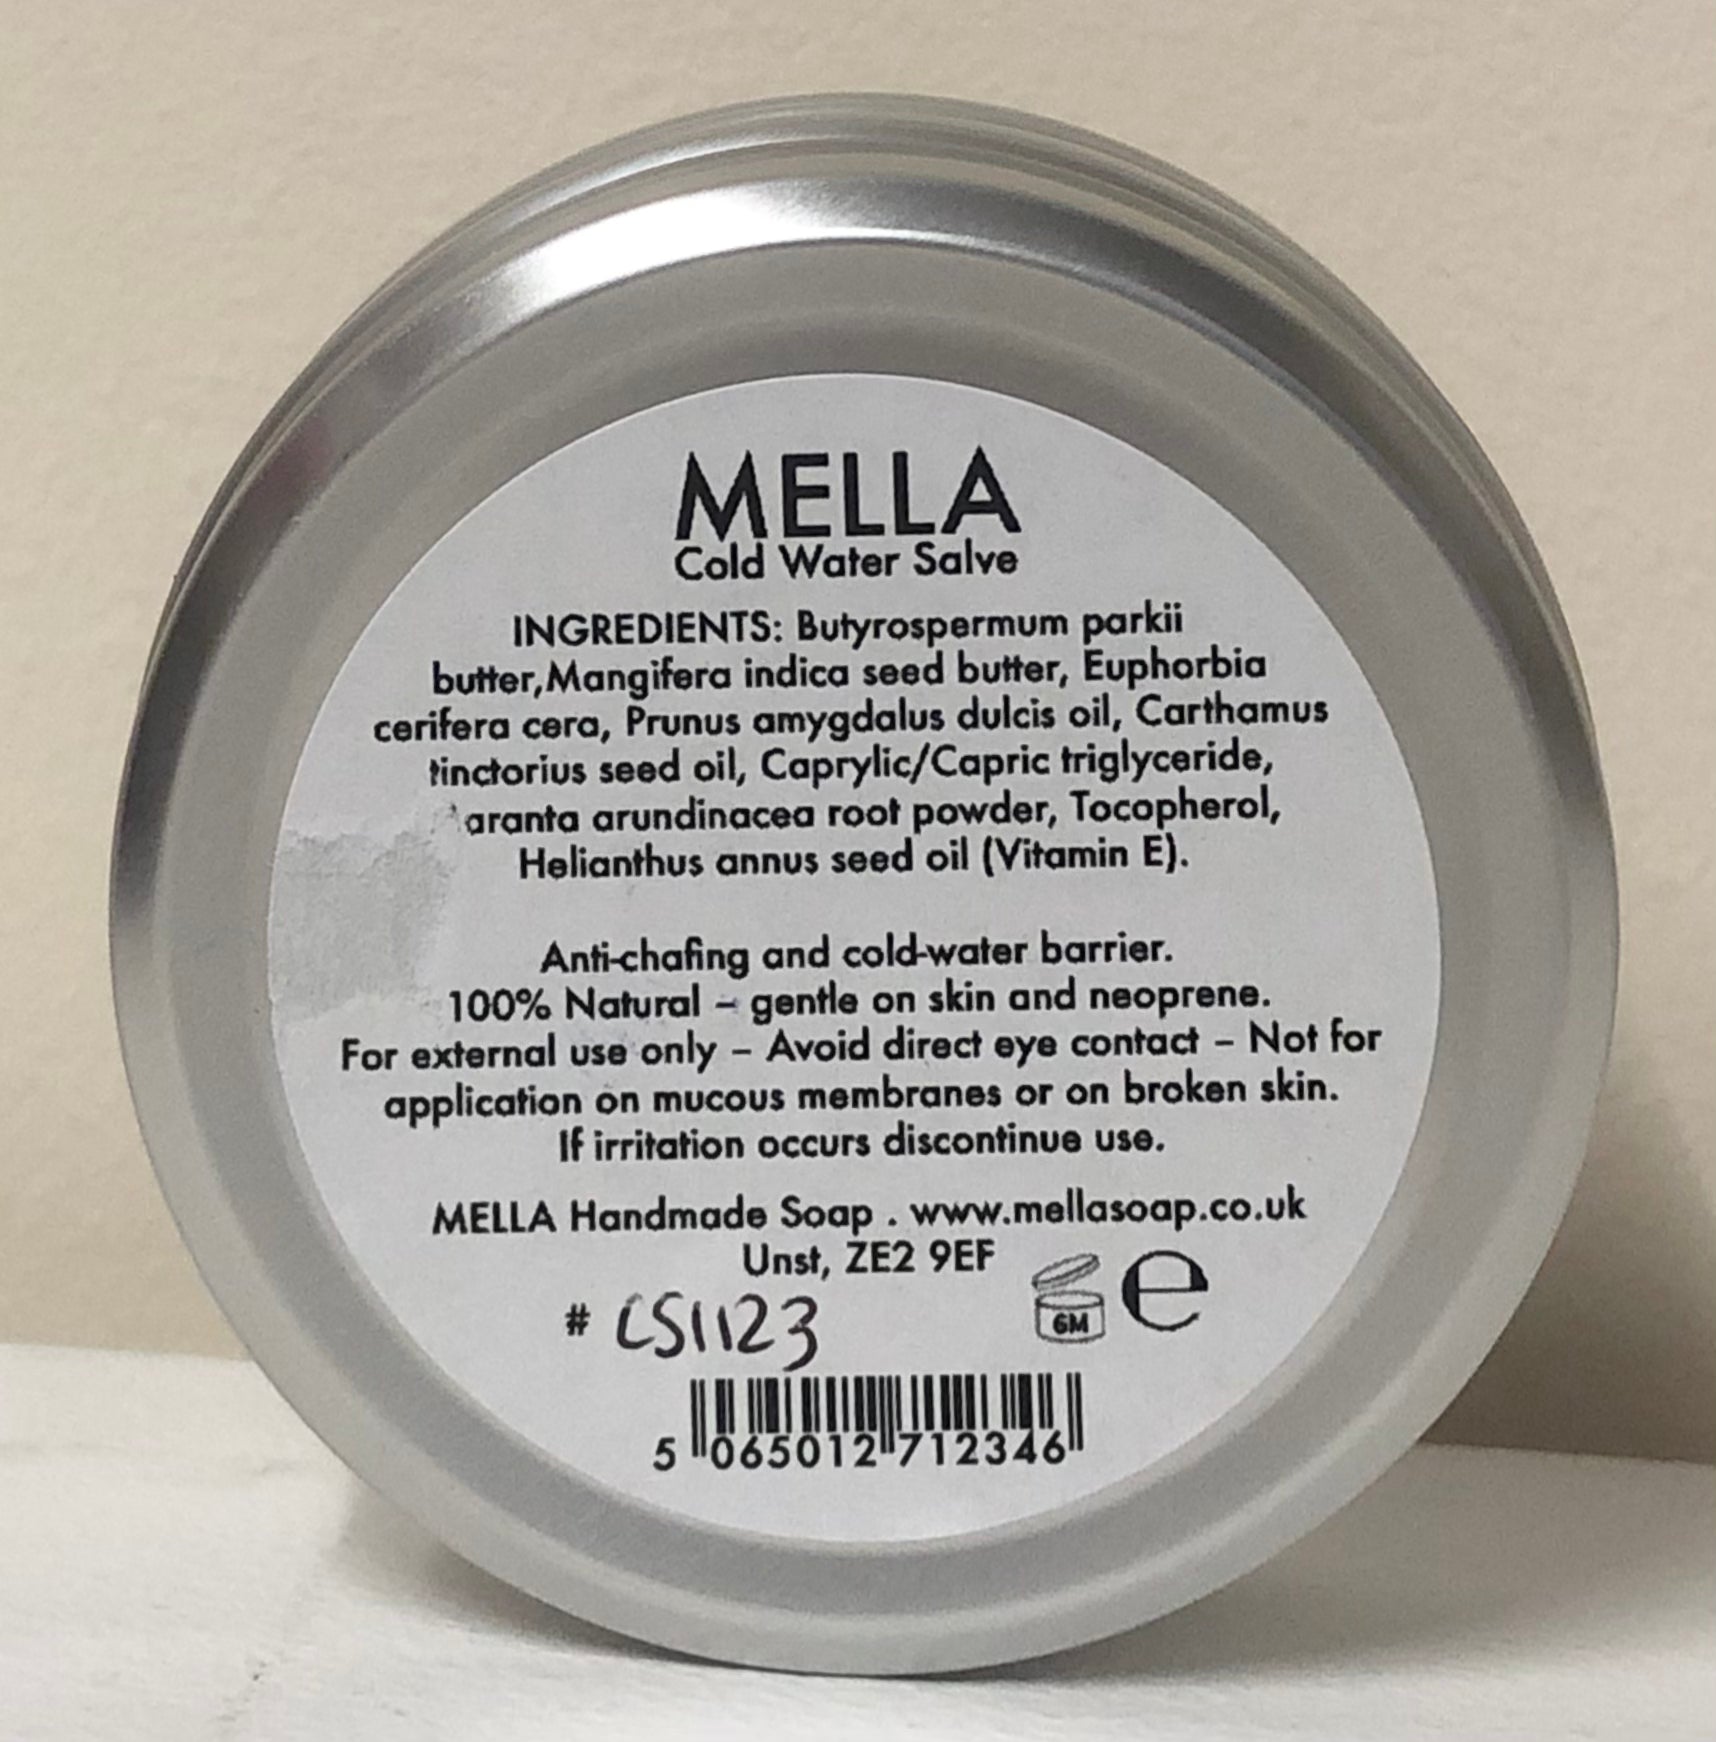 MELLA
Cold Water Salve
INGREDIENTS: Butyrospermum parkii
butter,Mangifera indica seed butter, Euphorbia
cerifera cera, Prunus amygdalus dulcis oil, Carthamus
tinctorius seed oil, Caprylic/Capric triglyceride,
aranta arundinacea root powder, Tocopherol,
Helianthus annus seed oil (Vitamin E).
Anti-chafing and cold-water barrier.
100% Natural – gentle on skin and neoprene.
For external use only – Avoid direct eye contact – Not for
application on mucous membranes or on broken skin.
If irritation occurs discontinue use.
MELLA Handmade Soap . www.mellasoap.co.uk
Unst, ZE2 9EF
# CS1123
6M e
5 065012 712346